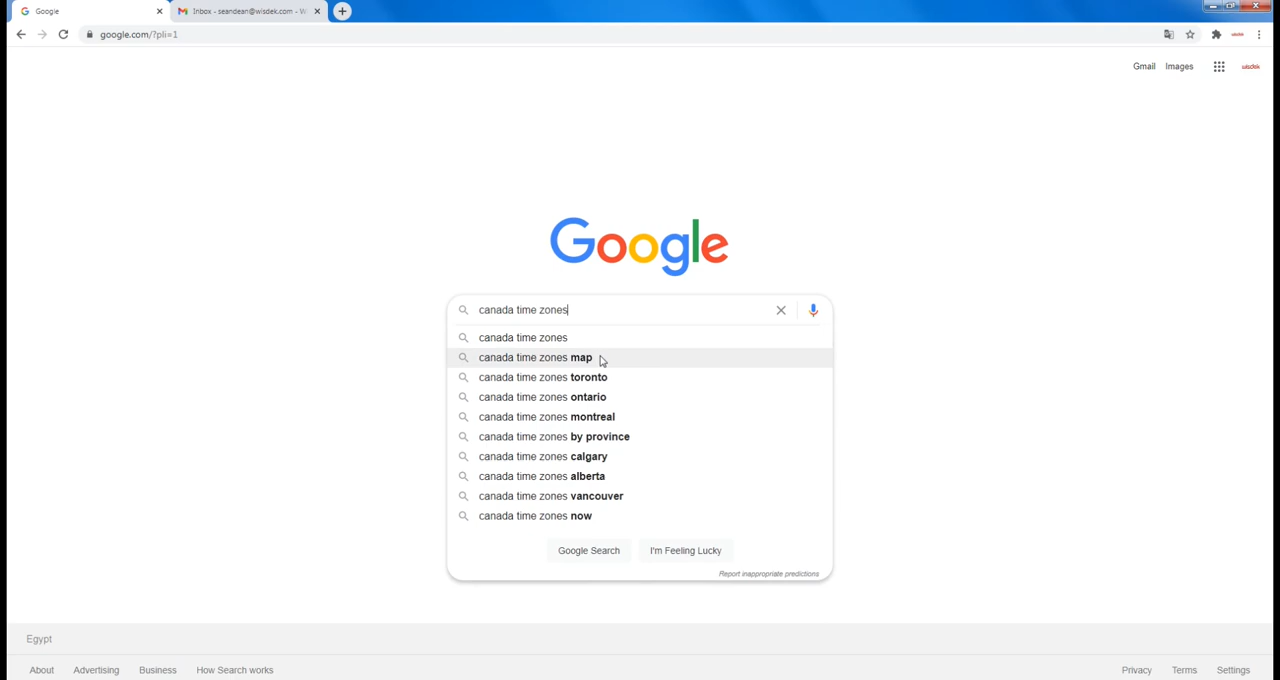 Google
Inbox - seandean@wisdek.com - W
google.com/?pli=1
Gmail
Images
wisdek
Google
canada time zones
canada time zones
canada time zones map
canada time zones toronto
canada time zones ontario
canada time zones montreal
canada time zones by province
canada time zones calgary
canada time zones alberta
canada time zones vancouver
canada time zones now
Google Search
I'm Feeling Lucky
Report inappropriate predictions
Egypt
About
Advertising
Business
How Search works
Privacy
Terms
Settings